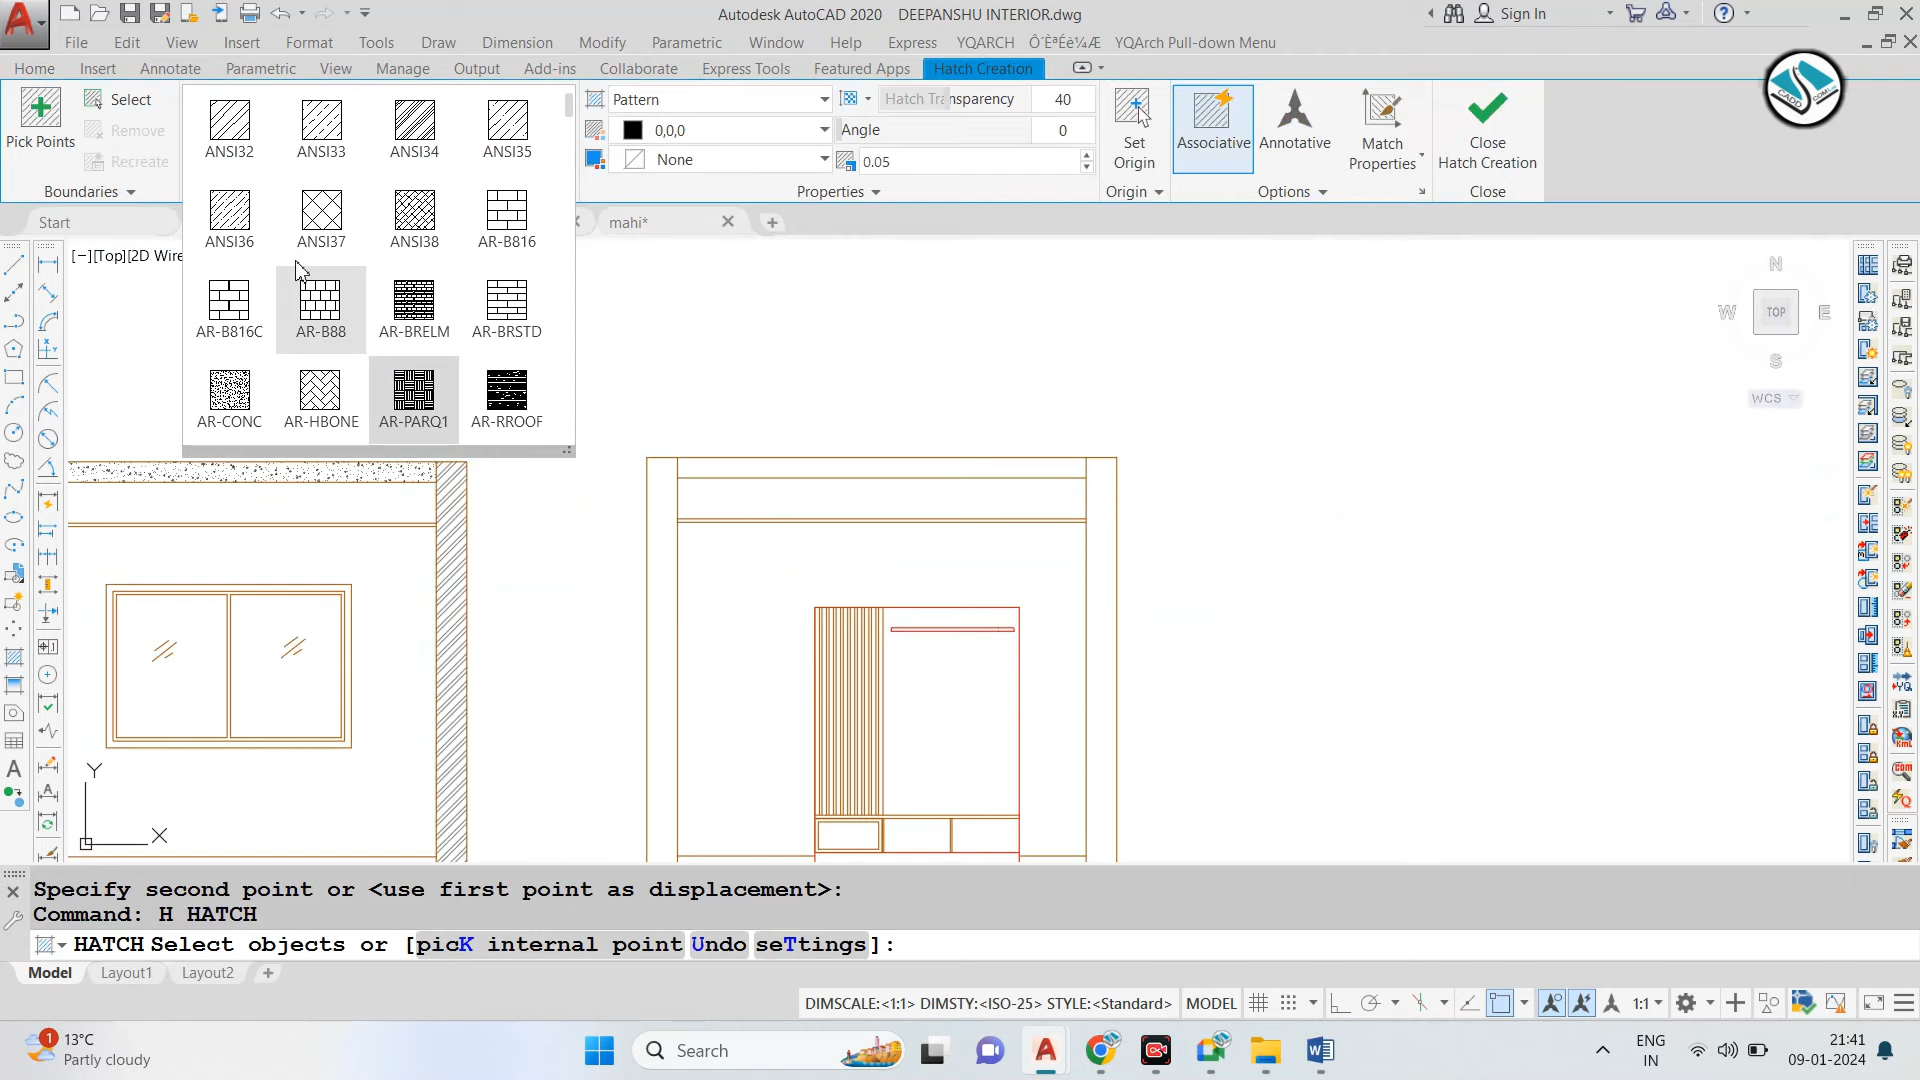 Autodesk AutoCAD 2020 DEEPANSHU INTERIOR.dwg
Sign In
File Edit View Insert Format Tools Draw Dimension Modify Parametric Window Help Express YQARCH Ô´ÈªÉè¼Æ YQArch Pull-down Menu
Home Insert Annotate Parametric View Manage Output Add-ins Collaborate Express Tools Featured Apps Hatch Creation
Pick Points
Select
Remove
Recreate
Boundaries
ANSI32 ANSI33 ANSI34 ANSI35
ANSI36 ANSI37 ANSI38 AR-B816
AR-B816C AR-B88 AR-BRELM AR-BRSTD
AR-CONC AR-HBONE AR-PARQ1 AR-RROOF
Pattern
0,0,0
None
Hatch Transparency 40
Angle 0
0.05
Properties
Set
Origin
Origin
Associative
Annotative
Match
Properties
Options
Close
Hatch Creation
Close
Start
mahi*
[−][Top][2D Wire
N
W TOP E
S
WCS
Y
X
Specify second point or <use first point as displacement>:
Command: H HATCH
HATCH Select objects or [picK internal point Undo seTtings]:
Model Layout1 Layout2
DIMSCALE:<1:1> DIMSTY:<ISO-25> STYLE:<Standard> MODEL 1:1
1
13°C
Partly cloudy
Search
ENG
IN
21:41
09-01-2024